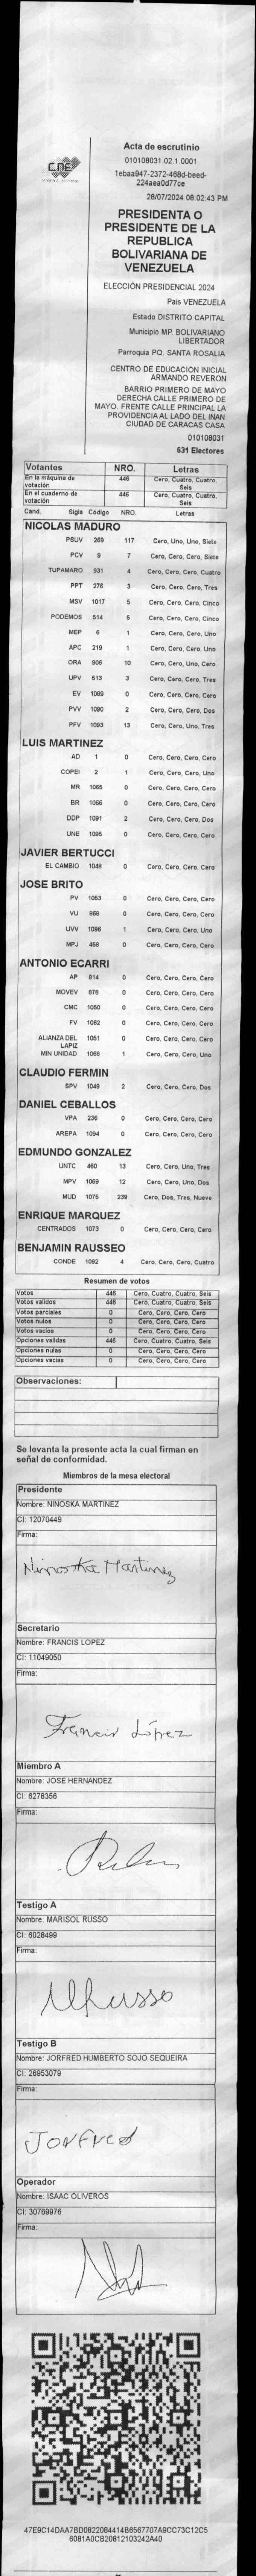 CNE
Acta de escrutinio
010108031.02.1.0001
1ebaa947-2372-468d-beed-
224aea0d77ce
28/07/2024 08:02:43 PM
PRESIDENTA O
PRESIDENTE DE LA
REPUBLICA
BOLIVARIANA DE
VENEZUELA
ELECCIÓN PRESIDENCIAL 2024
Pais VENEZUELA
Estado DISTRITO CAPITAL
Municipio MP. BOLIVARIANO
LIBERTADOR
Parroquia PQ. SANTA ROSALIA
CENTRO DE EDUCACION INICIAL
ARMANDO REVERON
BARRIO PRIMERO DE MAYO
DERECHA CALLE PRIMERO DE
MAYO. FRENTE CALLE PRINCIPAL LA
PROVIDENCIA AL LADO DEL INAN
CIUDAD DE CARACAS CASA
010108031
631 Electores
Votantes NRO. Letras
En la máquina de votación 446 Cero, Cuatro, Cuatro, Seis
En el cuaderno de votación 446 Cero, Cuatro, Cuatro, Seis
Cand. Sigla Código NRO. Letras
NICOLAS MADURO
PSUV 269 117 Cero, Uno, Uno, Siete
PCV 9 7 Cero, Cero, Cero, Siete
TUPAMARO 931 4 Cero, Cero, Cero, Cuatro
PPT 276 3 Cero, Cero, Cero, Tres
MSV 1017 5 Cero, Cero, Cero, Cinco
PODEMOS 514 5 Cero, Cero, Cero, Cinco
MEP 6 1 Cero, Cero, Cero, Uno
APC 219 1 Cero, Cero, Cero, Uno
ORA 906 10 Cero, Cero, Uno, Cero
UPV 613 3 Cero, Cero, Cero, Tres
EV 1089 0 Cero, Cero, Cero, Cero
PVV 1090 2 Cero, Cero, Cero, Dos
PFV 1093 13 Cero, Cero, Uno, Tres
LUIS MARTINEZ
AD 1 0 Cero, Cero, Cero, Cero
COPEI 2 1 Cero, Cero, Cero, Uno
MR 1065 0 Cero, Cero, Cero, Cero
BR 1066 0 Cero, Cero, Cero, Cero
DDP 1091 2 Cero, Cero, Cero, Dos
UNE 1095 0 Cero, Cero, Cero, Cero
JAVIER BERTUCCI
EL CAMBIO 1048 0 Cero, Cero, Cero, Cero
JOSE BRITO
PV 1053 0 Cero, Cero, Cero, Cero
VU 869 0 Cero, Cero, Cero, Cero
UVV 1096 1 Cero, Cero, Cero, Uno
MPJ 458 0 Cero, Cero, Cero, Cero
ANTONIO ECARRI
AP 814 0 Cero, Cero, Cero, Cero
MOVEV 878 0 Cero, Cero, Cero, Cero
CMC 1050 0 Cero, Cero, Cero, Cero
FV 1062 0 Cero, Cero, Cero, Cero
ALIANZA DEL LAPIZ 1051 0 Cero, Cero, Cero, Cero
MIN UNIDAD 1068 1 Cero, Cero, Cero, Uno
CLAUDIO FERMIN
SPV 1049 2 Cero, Cero, Cero, Dos
DANIEL CEBALLOS
VPA 236 0 Cero, Cero, Cero, Cero
AREPA 1094 0 Cero, Cero, Cero, Cero
EDMUNDO GONZALEZ
UNTC 460 13 Cero, Cero, Uno, Tres
MPV 1069 12 Cero, Cero, Uno, Dos
MUD 1075 239 Cero, Dos, Tres, Nueve
ENRIQUE MARQUEZ
CENTRADOS 1073 0 Cero, Cero, Cero, Cero
BENJAMIN RAUSSEO
CONDE 1092 4 Cero, Cero, Cero, Cuatro
Resumen de votos
Votos 446 Cero, Cuatro, Cuatro, Seis
Votos validos 446 Cero, Cuatro, Cuatro, Seis
Votos parciales 0 Cero, Cero, Cero, Cero
Votos nulos 0 Cero, Cero, Cero, Cero
Votos vacios 0 Cero, Cero, Cero, Cero
Opciones validas 446 Cero, Cuatro, Cuatro, Seis
Opciones nulas 0 Cero, Cero, Cero, Cero
Opciones vacias 0 Cero, Cero, Cero, Cero
Observaciones:
Se levanta la presente acta la cual firman en
señal de conformidad.
Miembros de la mesa electoral
Presidente
Nombre: NINOSKA MARTINEZ
CI: 12070449
Firma:
Ninoska Martinez
Secretario
Nombre: FRANCIS LOPEZ
CI: 11049050
Firma:
Francis López
Miembro A
Nombre: JOSE HERNANDEZ
CI: 6278356
Firma:
Testigo A
Nombre: MARISOL RUSSO
CI: 6028499
Firma:
MRusso
Testigo B
Nombre: JORFRED HUMBERTO SOJO SEQUEIRA
CI: 26953079
Firma:
Jorfred
Operador
Nombre: ISAAC OLIVEROS
CI: 30769976
Firma:
47E9C14DAA7BD0822084414B6567707A9CC73C12C5
6081A0CB20812103242A40